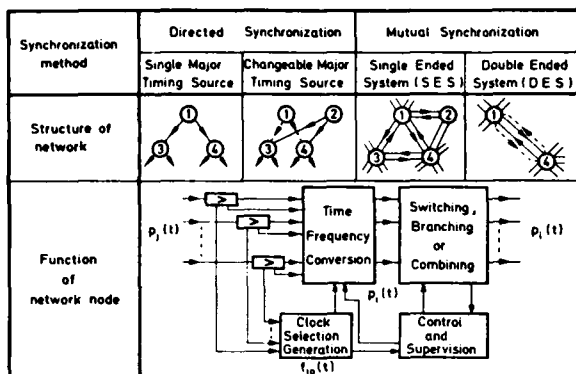 Synchronization method
Directed Synchronization
Mutual Synchronization
Single Major Timing Source
Changeable Major Timing Source
Single Ended System (SES)
Double Ended System (DES)
Structure of network
1
3
4
1
2
3
4
1
2
3
4
1
4
Function of network node
p_j(t)
>
>
>
Time Frequency Conversion
Switching, Branching or Combining
p_i(t)
p_i(t)
Clock Selection Generation
Control and Supervision
f_io(t)